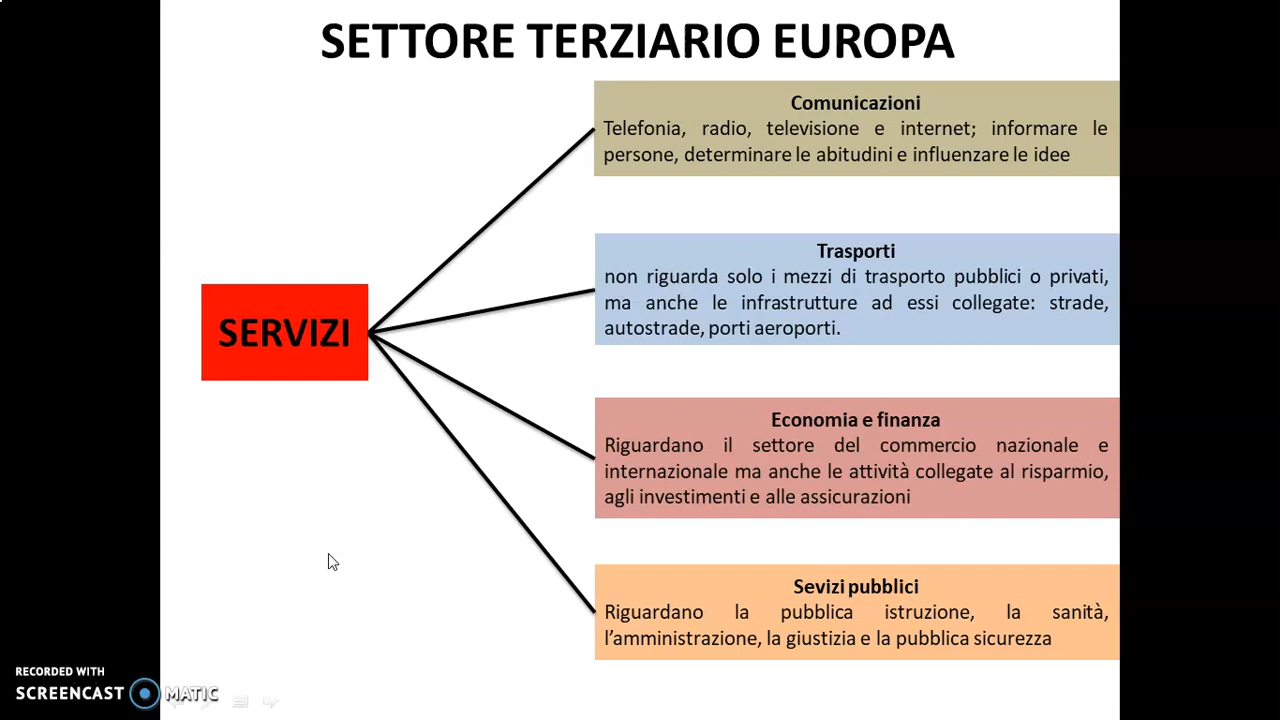 SETTORE TERZIARIO EUROPA
Comunicazioni
Telefonia, radio, televisione e internet; informare le
persone, determinare le abitudini e influenzare le idee
Trasporti
non riguarda solo i mezzi di trasporto pubblici o privati,
ma anche le infrastrutture ad essi collegate: strade,
autostrade, porti aeroporti.
SERVIZI
Economia e finanza
Riguardano il settore del commercio nazionale e
internazionale ma anche le attività collegate al risparmio,
agli investimenti e alle assicurazioni
Sevizi pubblici
Riguardano la pubblica istruzione, la sanità,
l’amministrazione, la giustizia e la pubblica sicurezza
RECORDED WITH
SCREENCAST MATIC